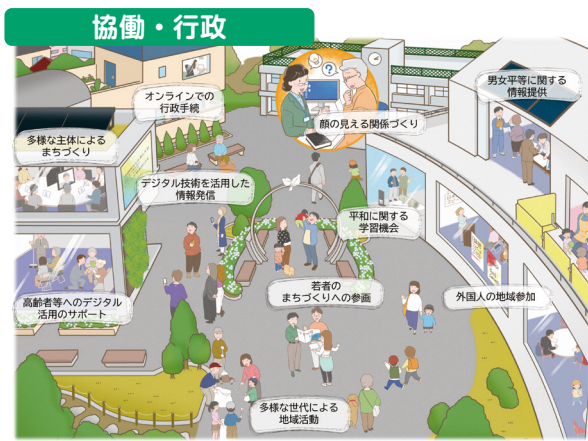 協働・行政
オンラインでの
行政手続
男女平等に関する
情報提供
顔の見える関係づくり
多様な主体による
まちづくり
デジタル技術を活用した
情報発信
平和に関する
学習機会
若者の
まちづくりへの参画
外国人の地域参加
高齢者等へのデジタル
活用のサポート
多様な世代による
地域活動